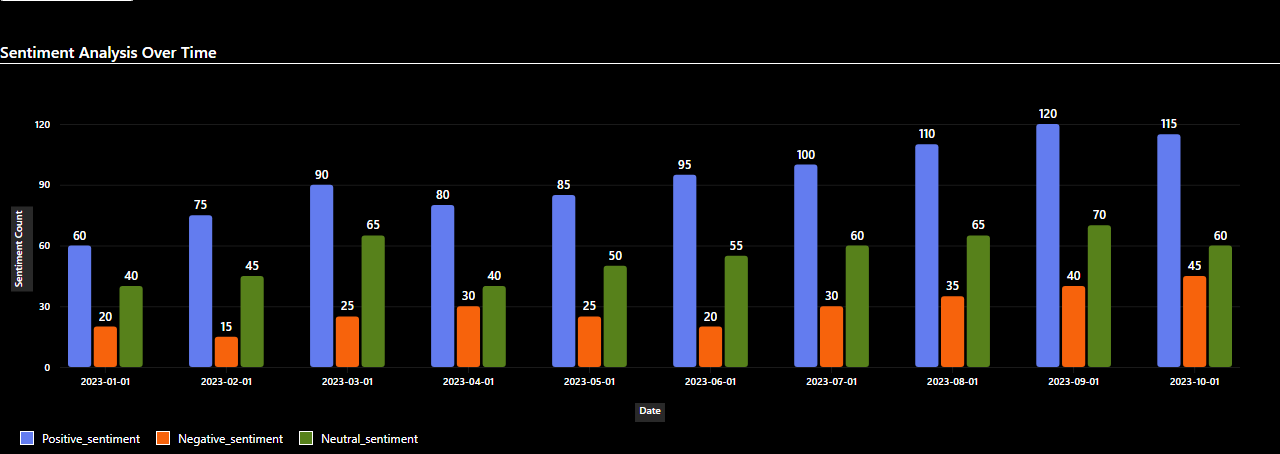 Sentiment Analysis Over Time
120
90
60
30
0
Sentiment Count
60 20 40
75 15 45
90 25 65
80 30 40
85 25 50
95 20 55
100 30 60
110 35 65
120 40 70
115 45 60
2023-01-01 2023-02-01 2023-03-01 2023-04-01 2023-05-01 2023-06-01 2023-07-01 2023-08-01 2023-09-01 2023-10-01
Date
Positive_sentiment Negative_sentiment Neutral_sentiment